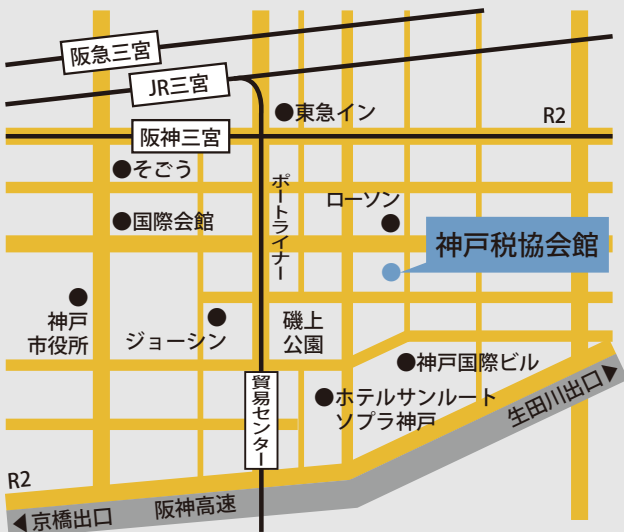 阪急三宮
JR三宮
東急イン
R2
阪神三宮
そごう
ポートライナー
ローソン
国際会館
神戸税協会館
神戸
市役所
ジョーシン
磯上
公園
神戸国際ビル
貿易センター
ホテルサンルート
ソプラ神戸
生田川出口
R2
阪神高速
京橋出口